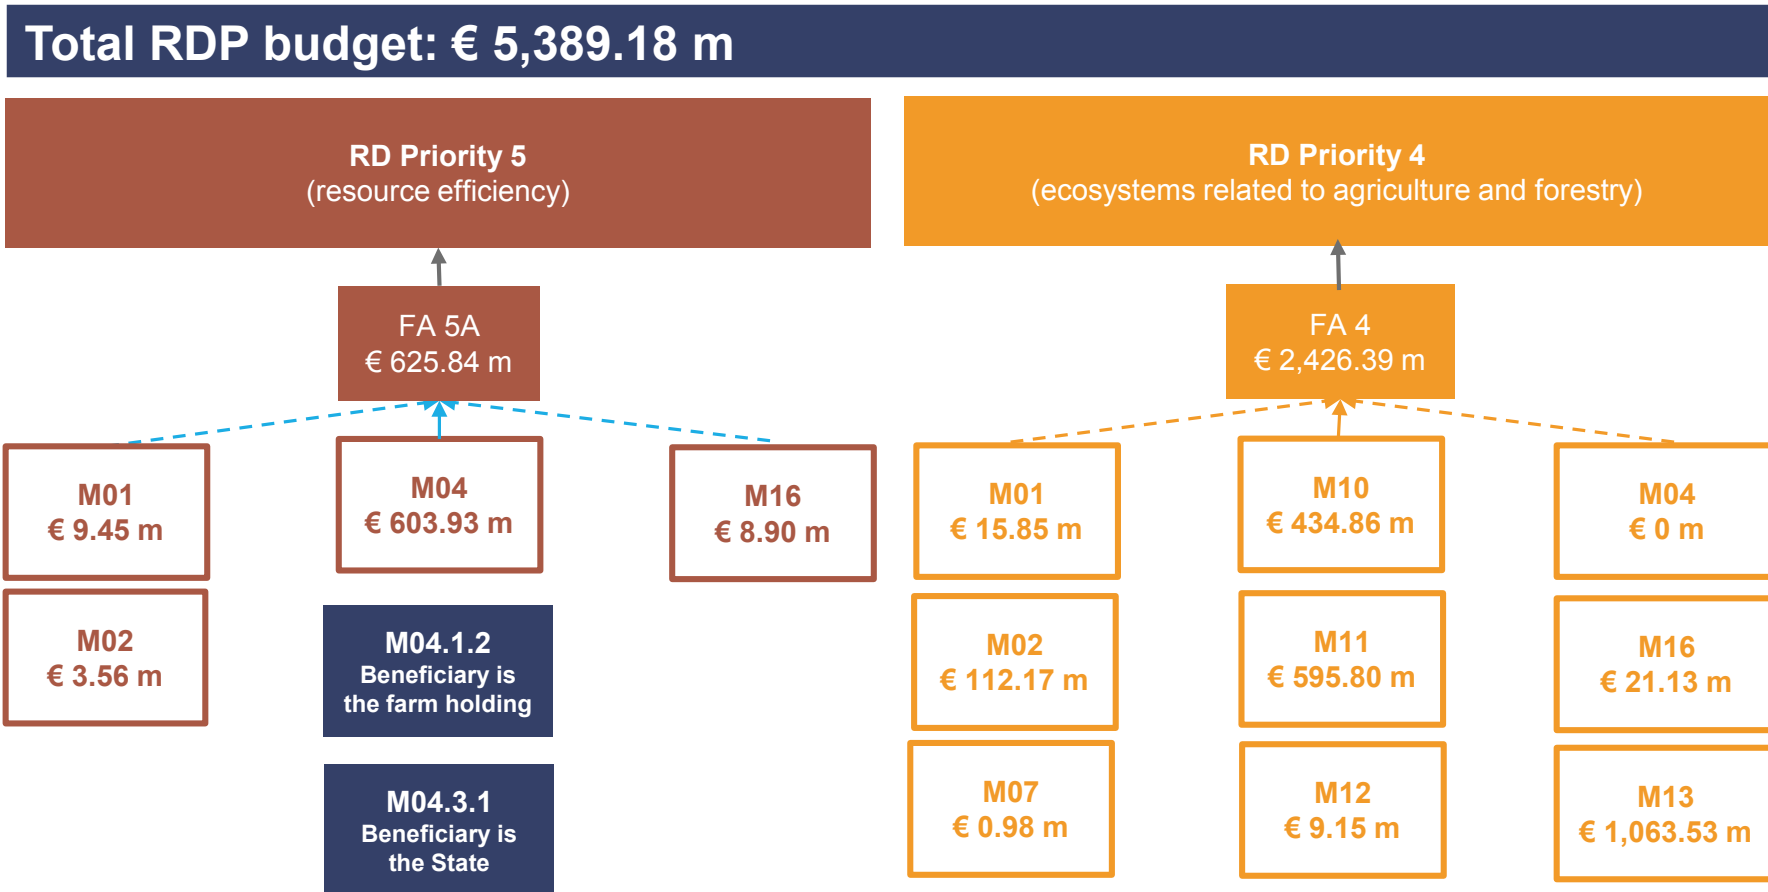 Total RDP budget: € 5,389.18 m
RD Priority 5
(resource efficiency)
RD Priority 4
(ecosystems related to agriculture and forestry)
FA 5A
€ 625.84 m
FA 4
€ 2,426.39 m
M01
€ 9.45 m
M04
€ 603.93 m
M16
€ 8.90 m
M02
€ 3.56 m
M04.1.2
Beneficiary is
the farm holding
M04.3.1
Beneficiary is
the State
M01
€ 15.85 m
M10
€ 434.86 m
M04
€ 0 m
M02
€ 112.17 m
M11
€ 595.80 m
M16
€ 21.13 m
M07
€ 0.98 m
M12
€ 9.15 m
M13
€ 1,063.53 m